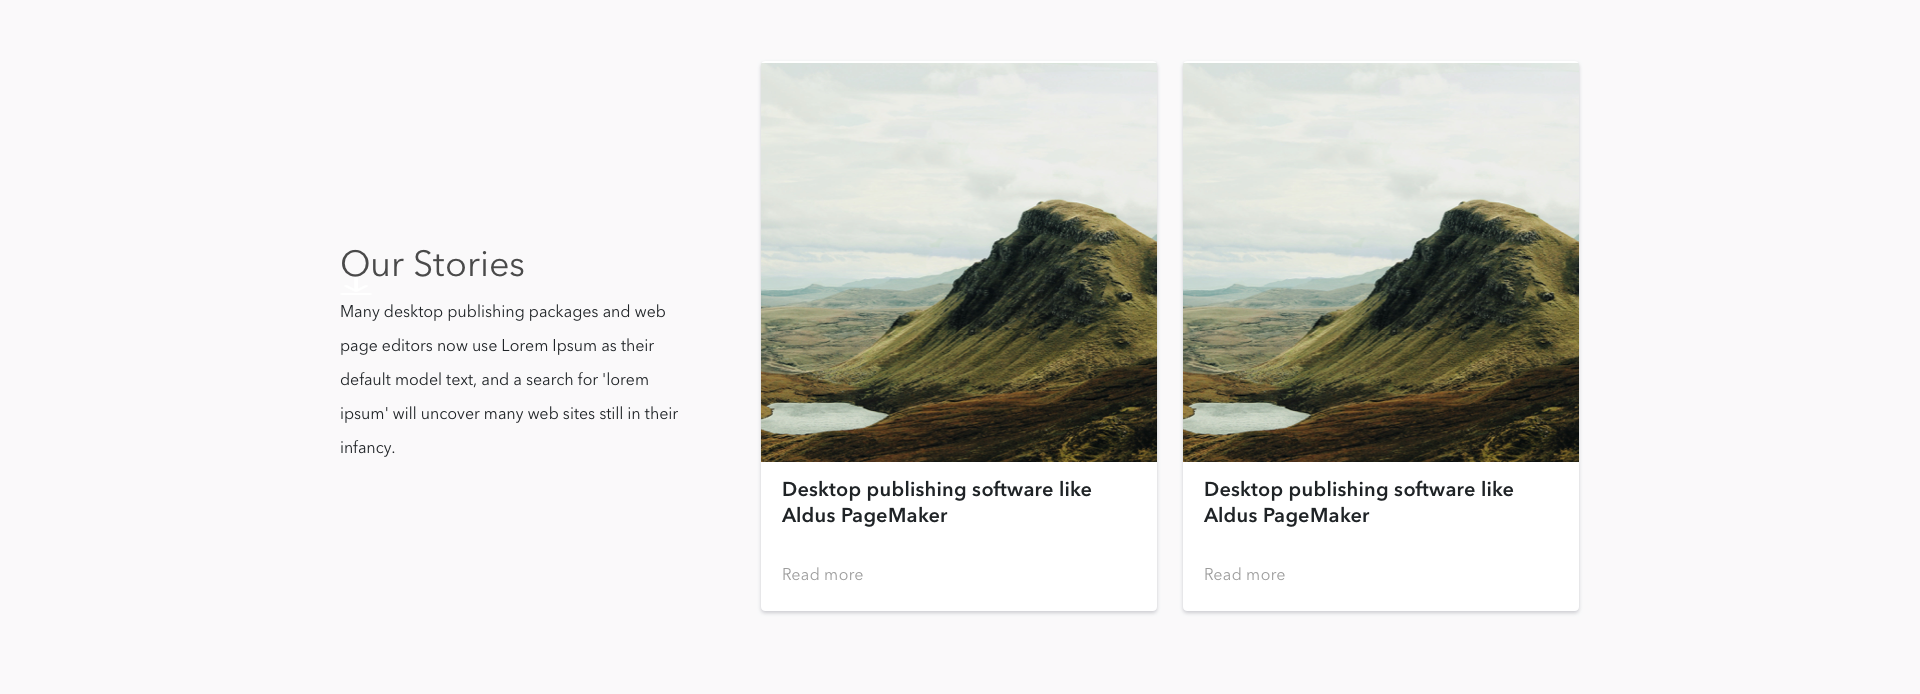 Our Stories
Many desktop publishing packages and web
page editors now use Lorem Ipsum as their
default model text, and a search for 'lorem
ipsum' will uncover many web sites still in their
infancy.
Desktop publishing software like
Aldus PageMaker
Read more
Desktop publishing software like
Aldus PageMaker
Read more